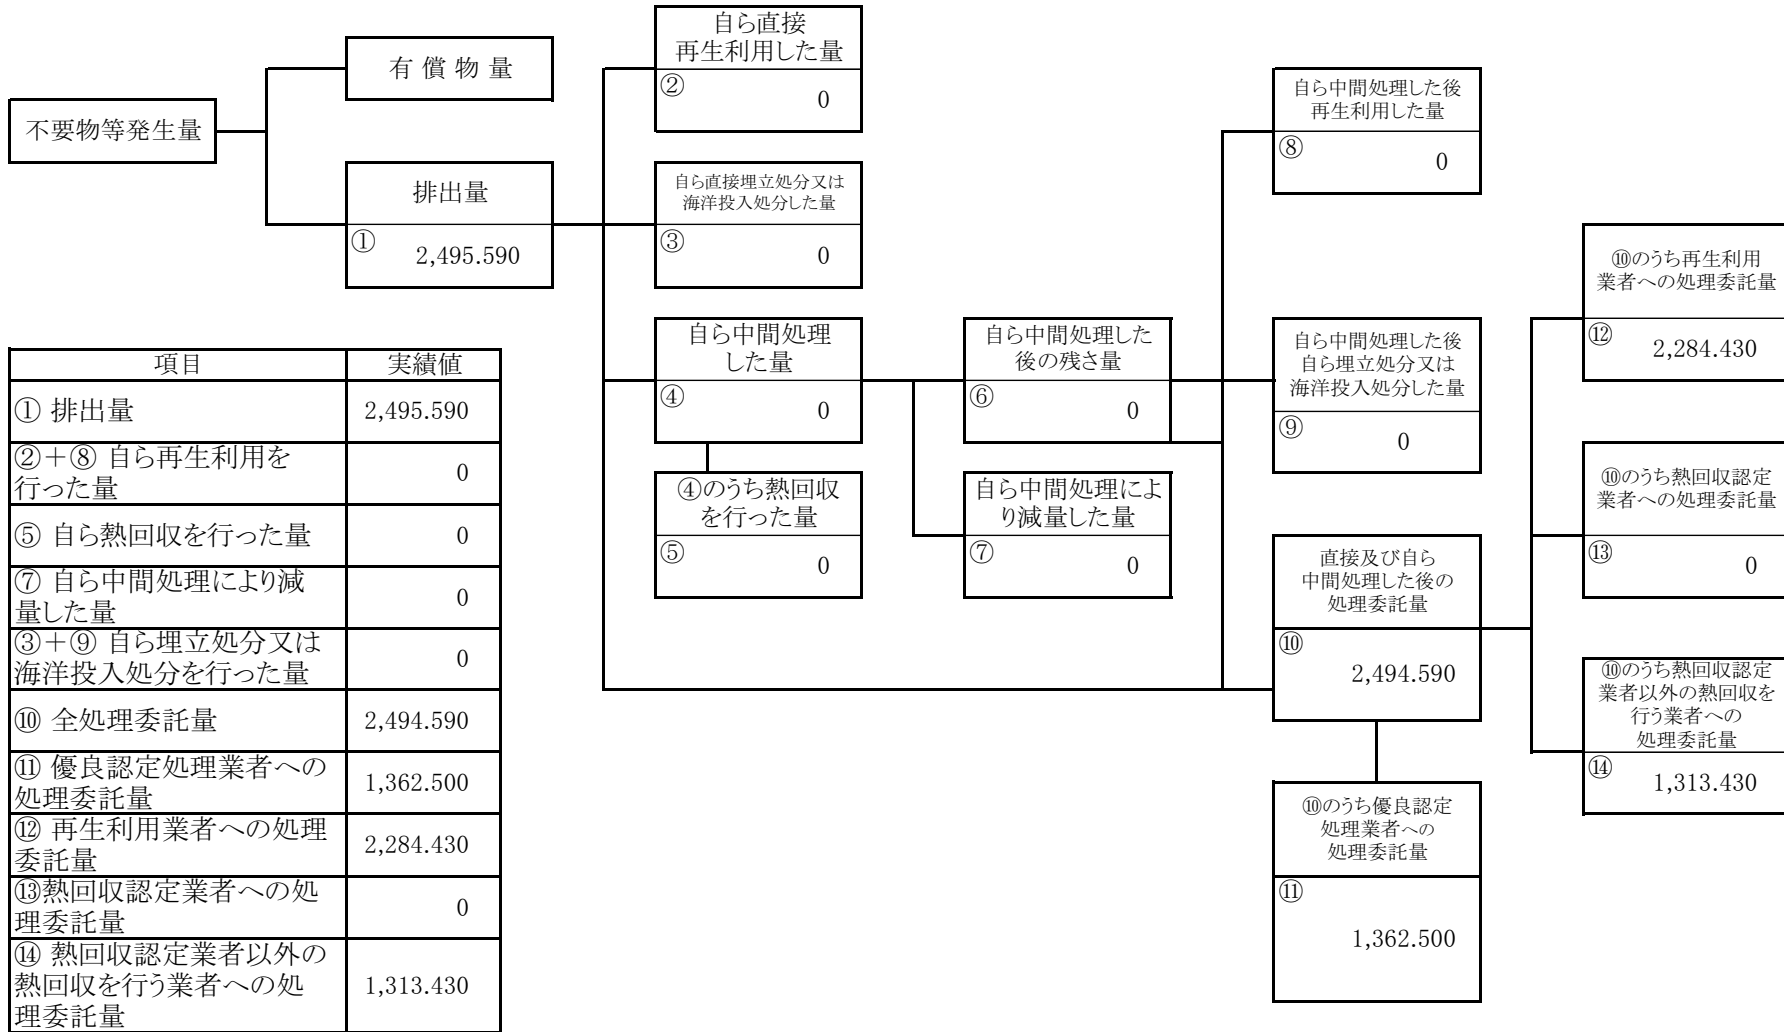 不要物等発生量
有償物量
排出量
①
2,495.590
自ら直接
再生利用した量
②
0
自ら直接埋立処分又は
海洋投入処分した量
③
0
自ら中間処理
した量
④
0
④のうち熱回収
を行った量
⑤
0
自ら中間処理した
後の残さ量
⑥
0
自ら中間処理によ
り減量した量
⑦
0
自ら中間処理した後
再生利用した量
⑧
0
自ら中間処理した後
自ら埋立処分又は
海洋投入処分した量
⑨
0
直接及び自ら
中間処理した後の
処理委託量
⑩
2,494.590
⑩のうち優良認定
処理業者への
処理委託量
⑪
1,362.500
⑩のうち再生利用
業者への処理委託量
⑫
2,284.430
⑩のうち熱回収認定
業者への処理委託量
⑬
0
⑩のうち熱回収認定
業者以外の熱回収を
行う業者への
処理委託量
⑭
1,313.430
項目 実績値
① 排出量 2,495.590
②＋⑧ 自ら再生利用を
行った量 0
⑤ 自ら熱回収を行った量 0
⑦ 自ら中間処理により減
量した量 0
③＋⑨ 自ら埋立処分又は
海洋投入処分を行った量 0
⑩ 全処理委託量 2,494.590
⑪ 優良認定処理業者への
処理委託量 1,362.500
⑫ 再生利用業者への処理
委託量 2,284.430
⑬熱回収認定業者への処
理委託量 0
⑭ 熱回収認定業者以外の
熱回収を行う業者への処
理委託量 1,313.430